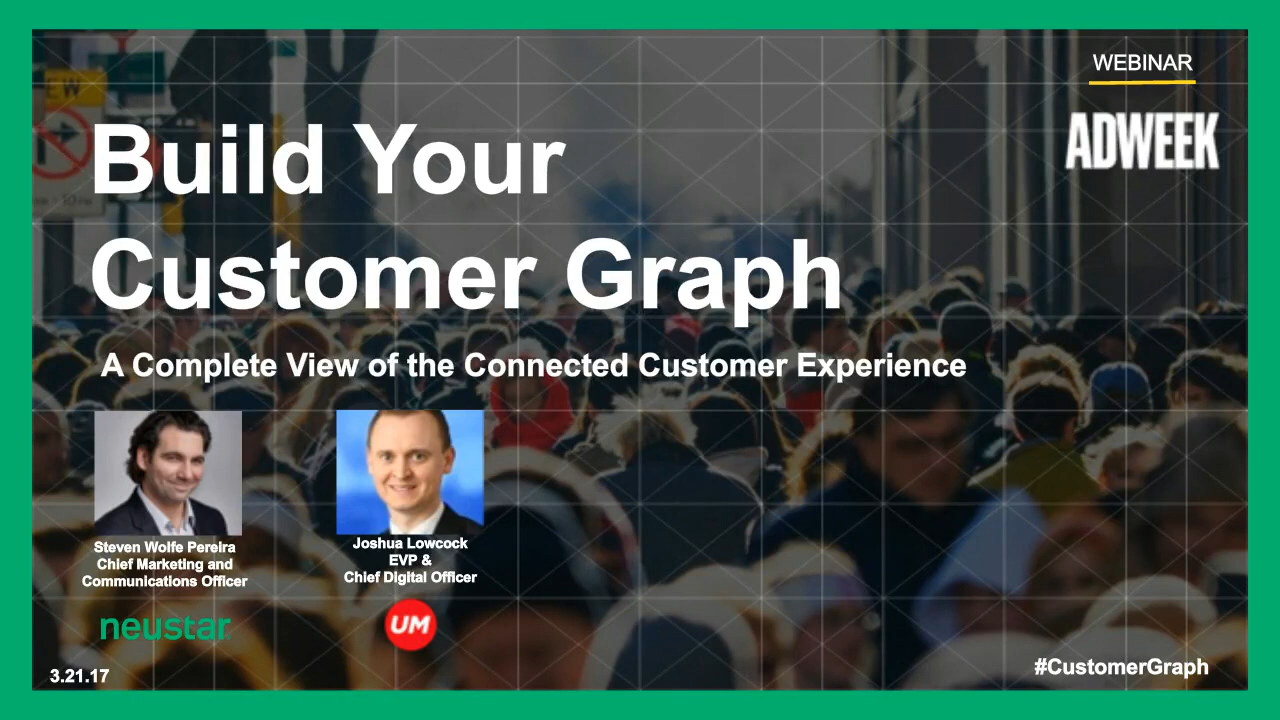 WEBINAR
ADWEEK
Build Your
Customer Graph
A Complete View of the Connected Customer Experience
Steven Wolfe Pereira
Chief Marketing and
Communications Officer
neustar
Joshua Lowcock
EVP &
Chief Digital Officer
UM
3.21.17
#CustomerGraph